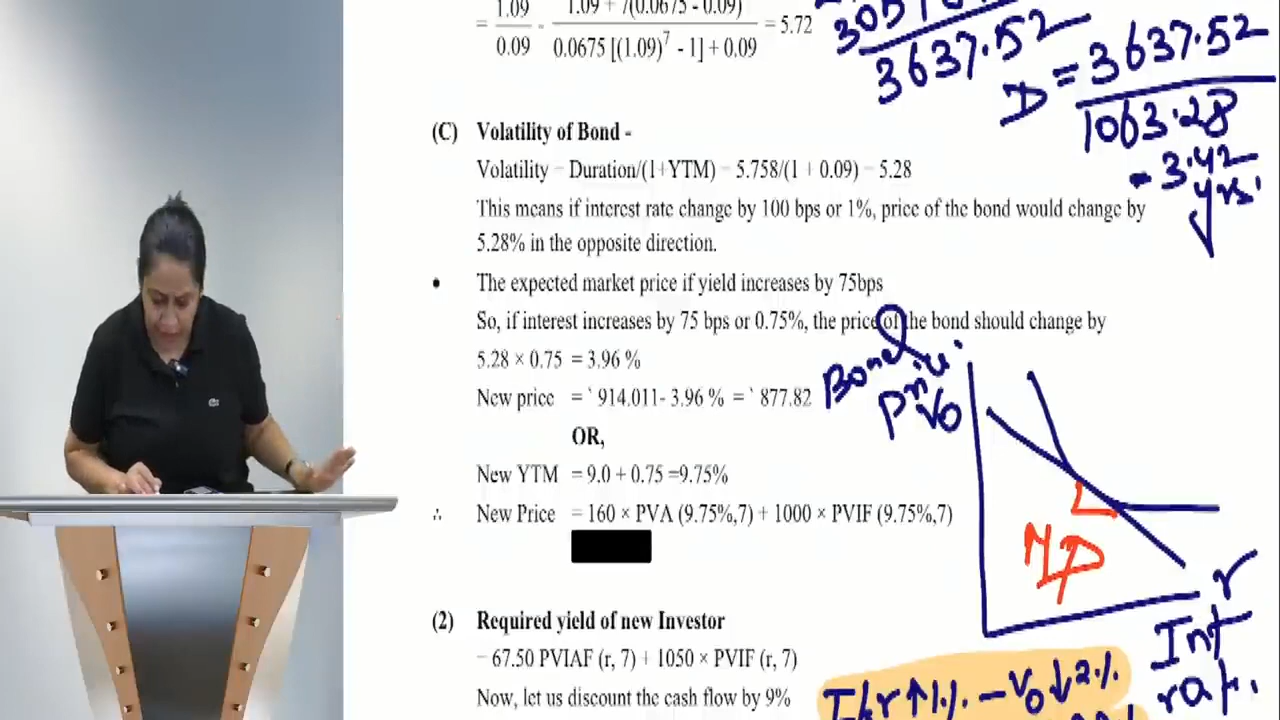 = 1.09/0.09 - 1.09 + 7(0.0675 - 0.09)/0.0675 [(1.09)^7 - 1] + 0.09 = 5.72
3637.52
D = 3637.52/1063.28
- 3.42
yrs.
(C) Volatility of Bond -
Volatility = Duration/(1+YTM) = 5.758/(1 + 0.09) = 5.28
This means if interest rate change by 100 bps or 1%, price of the bond would change by
5.28% in the opposite direction.
• The expected market price if yield increases by 75bps
So, if interest increases by 75 bps or 0.75%, the price of the bond should change by
5.28 × 0.75 = 3.96 %
New price = ` 914.011- 3.96 % = ` 877.82
OR,
New YTM = 9.0 + 0.75 =9.75%
∴ New Price = 160 × PVA (9.75%,7) + 1000 × PVIF (9.75%,7)
Bond
V0
MD
r
Int
rat.
(2) Required yield of new Investor
= 67.50 PVIAF (r, 7) + 1050 × PVIF (r, 7)
Now, let us discount the cash flow by 9%
r↑1% - V0↓2%